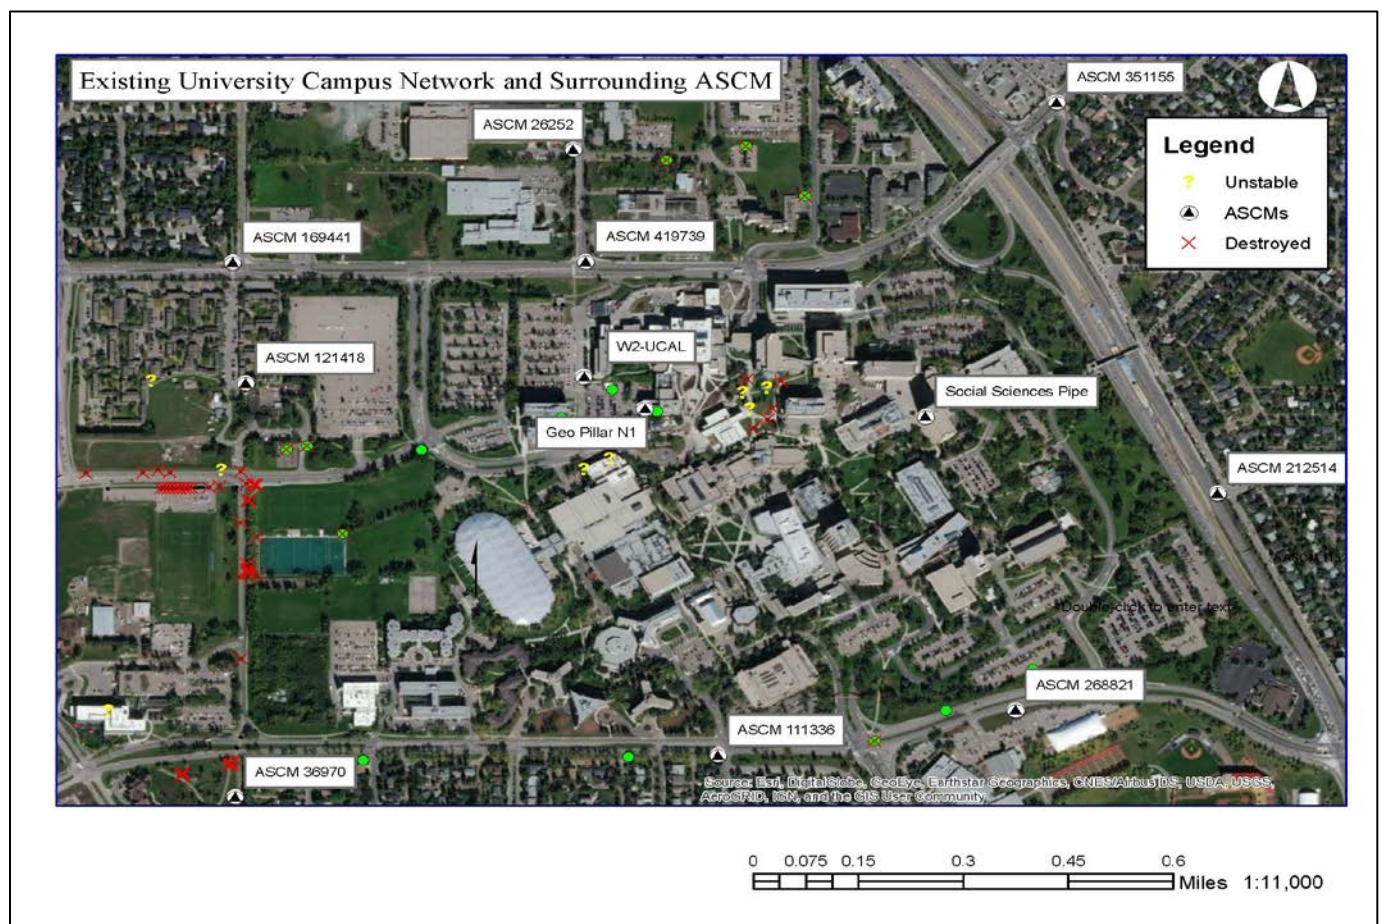 Existing University Campus Network and Surrounding ASCM
ASCM 351155
ASCM 26252
Legend
? Unstable
ASCMs
Destroyed
ASCM 169441
ASCM 419739
ASCM 121418
W2-UCAL
Social Sciences Pipe
Geo Pillar N1
ASCM 212514
Double-click to enter text
ASCM 268821
ASCM 111336
ASCM 36970
Source: Esri, DigitalGlobe, GeoEye, Earthstar Geographics, CNES/Airbus DS, USDA, USGS,
AeroGRID, IGN, and the GIS User Community
0 0.075 0.15 0.3 0.45 0.6
Miles 1:11,000